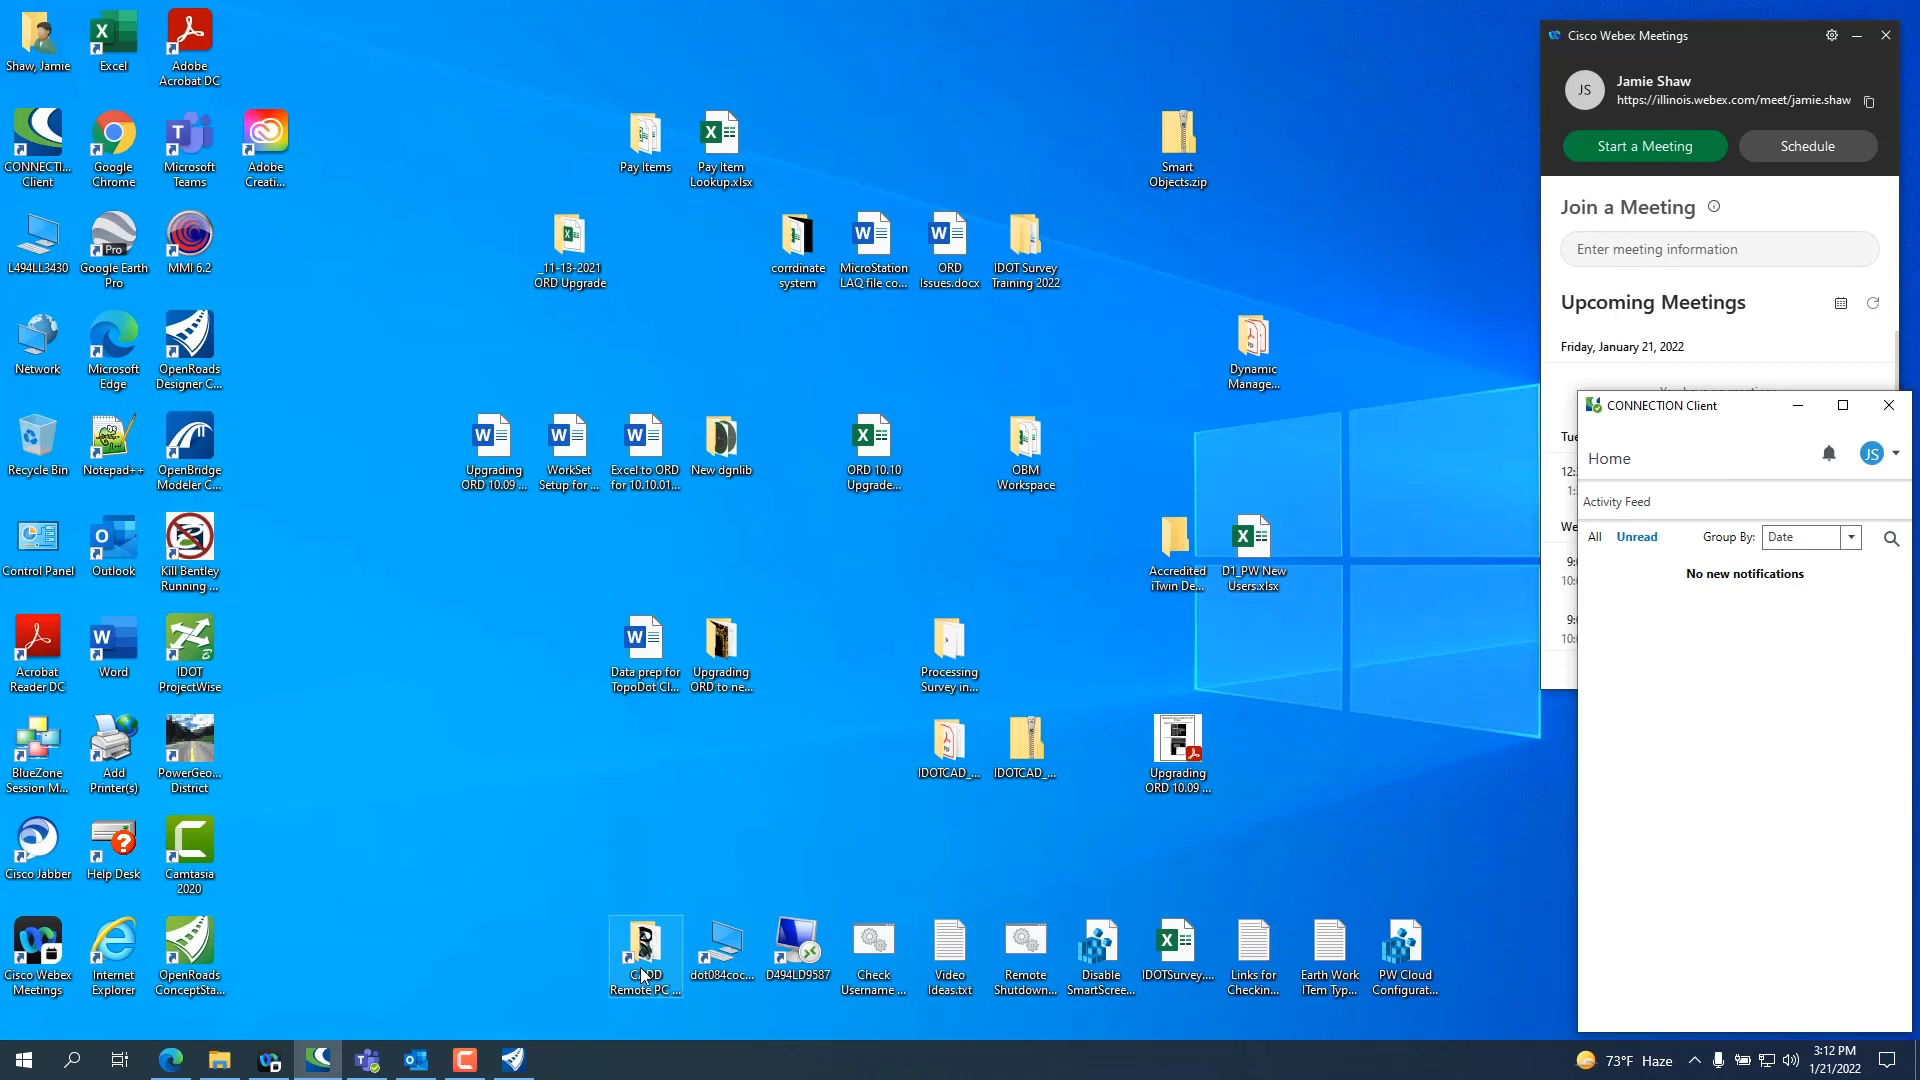 Shaw, Jamie
Excel
Adobe
Acrobat DC
CONNECTI...
Client
Google
Chrome
Microsoft
Teams
Adobe
Creati...
Pay Items
Pay Item
Lookup.xlsx
Smart
Objects.zip
L494LL3430
Google Earth
Pro
MMI 6.2
_11-13-2021
ORD Upgrade
corrdinate
system
MicroStation
LAQ file co...
ORD
Issues.docx
IDOT Survey
Training 2022
Network
Microsoft
Edge
OpenRoads
Designer C...
Dynamic
Manage...
Recycle Bin
Notepad++
OpenBridge
Modeler C...
Upgrading
ORD 10.09 ...
WorkSet
Setup for ...
Excel to ORD
for 10.10.01...
New dgnlib
ORD 10.10
Upgrade...
OBM
Workspace
Control Panel
Outlook
Kill Bentley
Running ...
Accredited
iTwin De...
D1_PW New
Users.xlsx
Acrobat
Reader DC
Word
IDOT
ProjectWise
Data prep for
TopoDot Cl...
Upgrading
ORD to ne...
Processing
Survey in...
BlueZone
Session M...
Add
Printer(s)
PowerGeo...
District
IDOTCAD_...
IDOTCAD_...
Upgrading
ORD 10.09 ...
Cisco Jabber
Help Desk
Camtasia
2020
Cisco Webex
Meetings
Internet
Explorer
OpenRoads
ConceptSta...
CADD
Remote PC ...
dot084coc...
D494LD9587
Check
Username ...
Video
Ideas.txt
Remote
Shutdown...
Disable
SmartScree...
IDOTSurvey....
Links for
Checkin...
Earth Work
ITem Typ...
PW Cloud
Configurat...
Cisco Webex Meetings
JS
Jamie Shaw
https://illinois.webex.com/meet/jamie.shaw
Start a Meeting
Schedule
Join a Meeting
Enter meeting information
Upcoming Meetings
Friday, January 21, 2022
CONNECTION Client
Home
JS
Activity Feed
All
Unread
Group By:
Date
No new notifications
73°F Haze
3:12 PM
1/21/2022